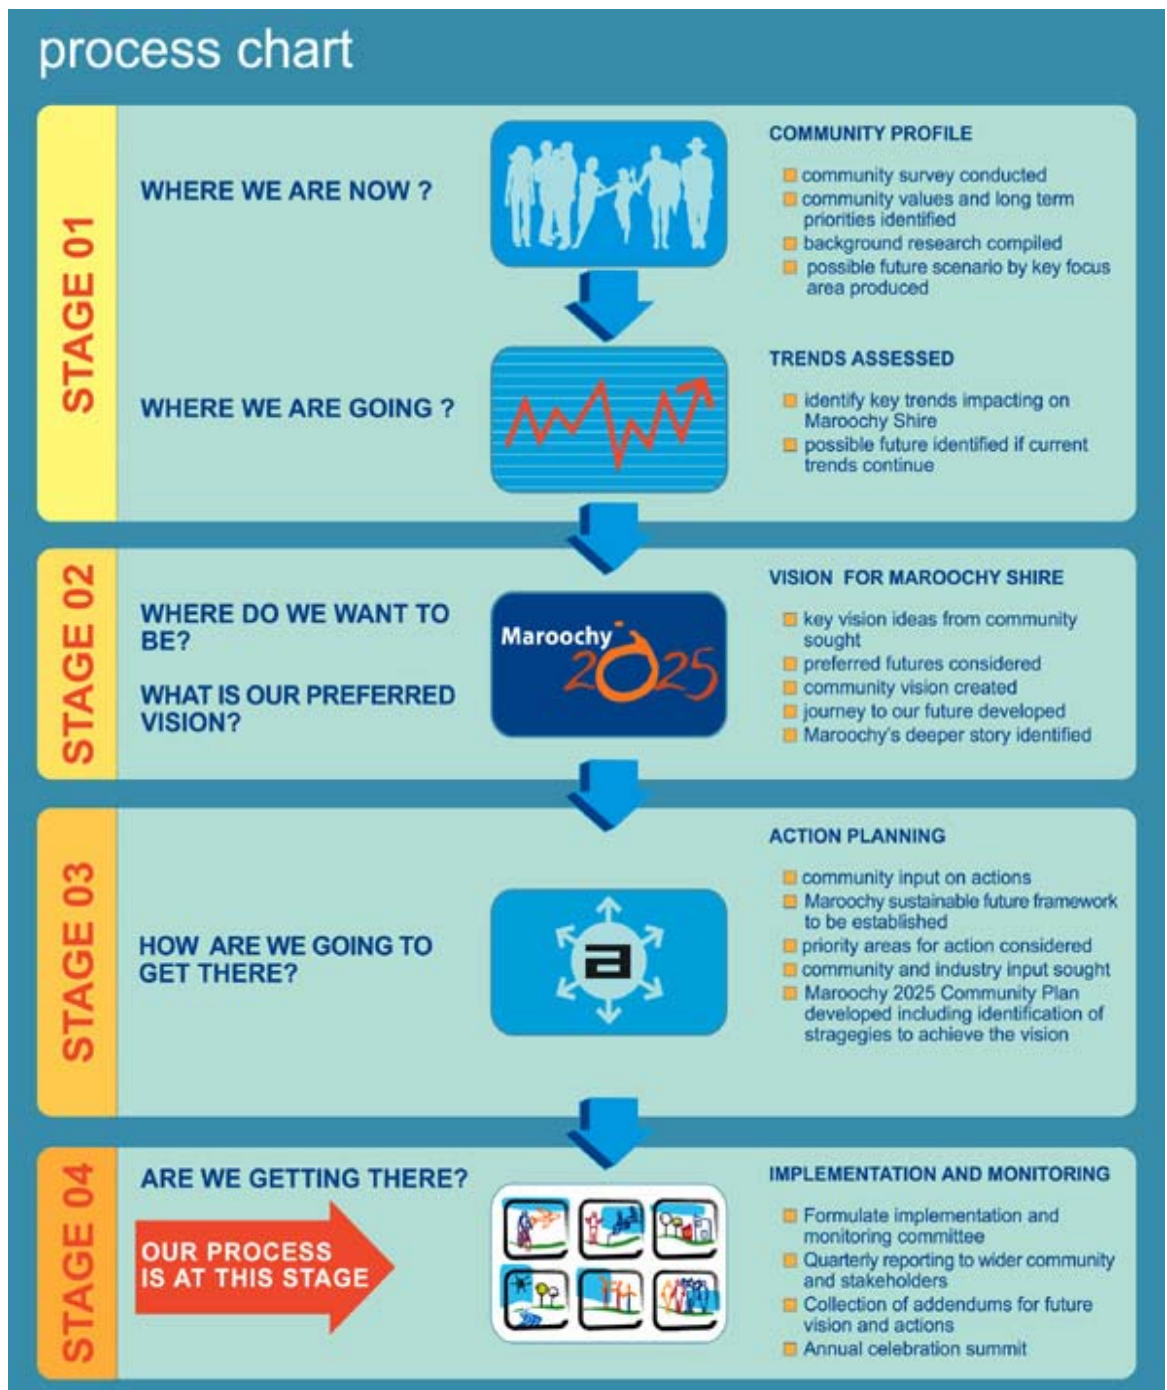 process chart
STAGE 01
WHERE WE ARE NOW ?
COMMUNITY PROFILE
community survey conducted
community values and long term
priorities identified
background research compiled
possible future scenario by key focus
area produced
WHERE WE ARE GOING ?
TRENDS ASSESSED
identify key trends impacting on
Maroochy Shire
possible future identified if current
trends continue
STAGE 02
WHERE DO WE WANT TO
BE?
WHAT IS OUR PREFERRED
VISION?
Maroochy
2025
VISION FOR MAROOCHY SHIRE
key vision ideas from community
sought
preferred futures considered
community vision created
journey to our future developed
Maroochy's deeper story identified
STAGE 03
HOW ARE WE GOING TO
GET THERE?
a
ACTION PLANNING
community input on actions
Maroochy sustainable future framework
to be established
priority areas for action considered
community and industry input sought
Maroochy 2025 Community Plan
developed including identification of
stragegies to achieve the vision
STAGE 04
ARE WE GETTING THERE?
OUR PROCESS
IS AT THIS STAGE
IMPLEMENTATION AND MONITORING
Formulate implementation and
monitoring committee
Quarterly reporting to wider community
and stakeholders
Collection of addendums for future
vision and actions
Annual celebration summit